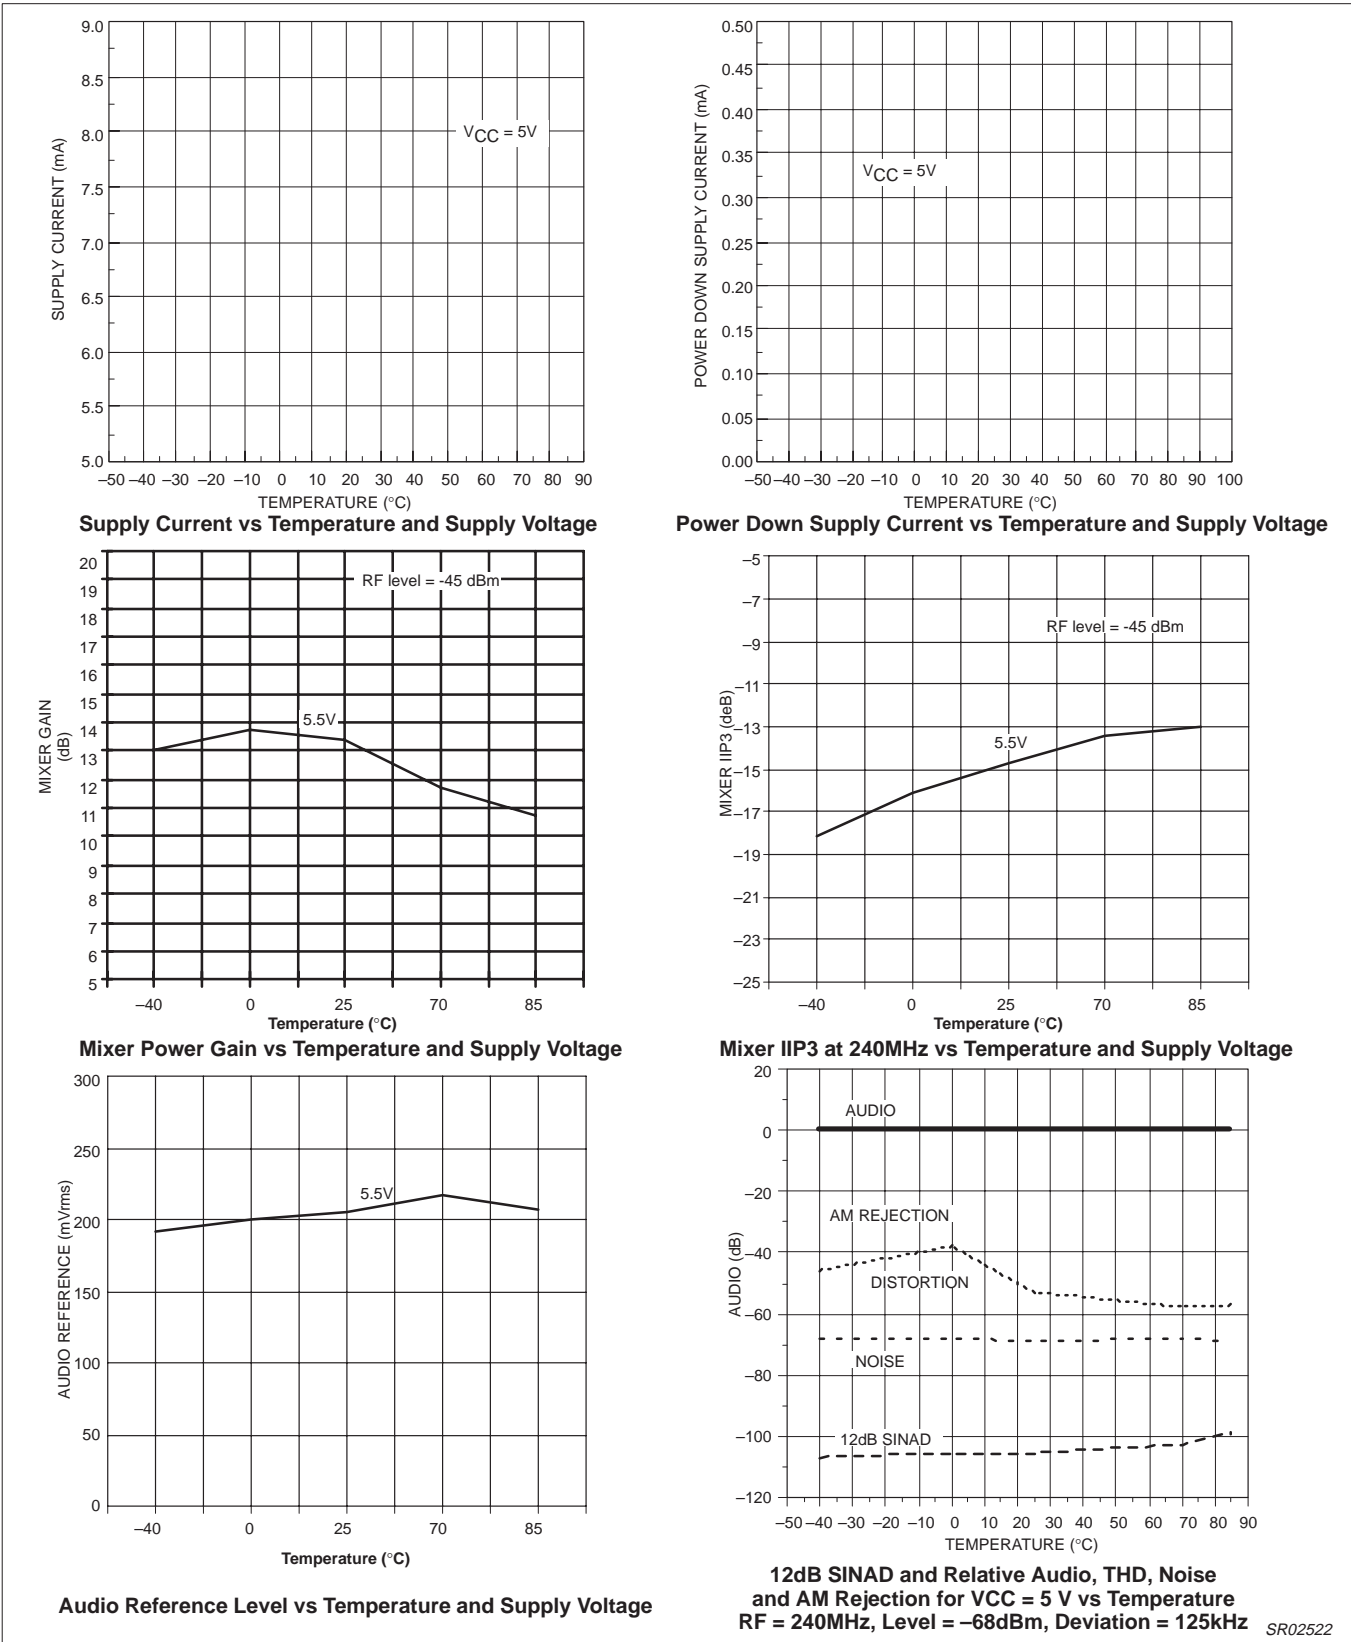 9.0
8.5
8.0
7.5
7.0
6.5
6.0
5.5
5.0
SUPPLY CURRENT (mA)
VCC = 5V
–50 –40 –30 –20 –10 0 10 20 30 40 50 60 70 80 90
TEMPERATURE (°C)
Supply Current vs Temperature and Supply Voltage
0.50
0.45
0.40
0.35
0.30
0.25
0.20
0.15
0.10
0.05
0.00
POWER DOWN SUPPLY CURRENT (mA)
VCC = 5V
–50 –40 –30 –20 –10 0 10 20 30 40 50 60 70 80 90 100
TEMPERATURE (°C)
Power Down Supply Current vs Temperature and Supply Voltage
20
19
18
17
16
15
14
13
12
11
10
9
8
7
6
5
MIXER GAIN
(dB)
RF level = -45 dBm
5.5V
–40 0 25 70 85
Temperature (°C)
Mixer Power Gain vs Temperature and Supply Voltage
–5
–7
–9
–11
–13
–15
–17
–19
–21
–23
–25
MIXER IIP3 (deB)
RF level = -45 dBm
5.5V
–40 0 25 70 85
Temperature (°C)
Mixer IIP3 at 240MHz vs Temperature and Supply Voltage
300
250
200
150
100
50
0
AUDIO REFERENCE (mVrms)
5.5V
–40 0 25 70 85
Temperature (°C)
Audio Reference Level vs Temperature and Supply Voltage
20
0
–20
–40
–60
–80
–100
–120
AUDIO (dB)
AUDIO
AM REJECTION
DISTORTION
NOISE
12dB SINAD
–50 –40 –30 –20 –10 0 10 20 30 40 50 60 70 80 90
TEMPERATURE (°C)
12dB SINAD and Relative Audio, THD, Noise
and AM Rejection for VCC = 5 V vs Temperature
RF = 240MHz, Level = –68dBm, Deviation = 125kHz
SR02522